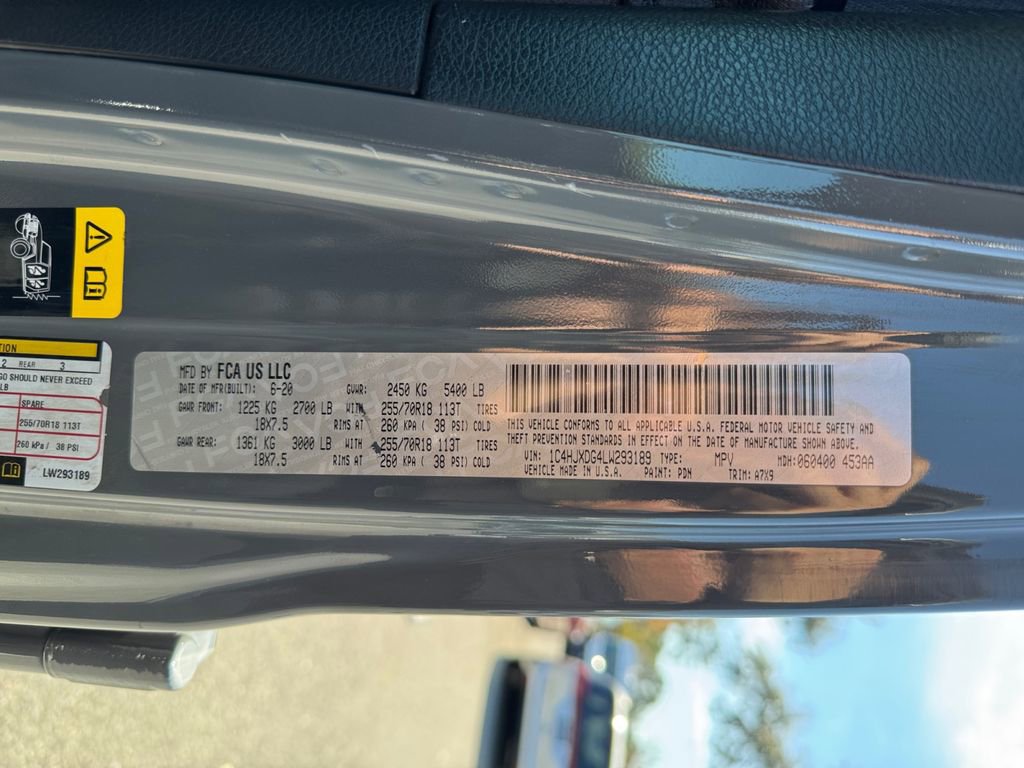 TION
2 REAR 3
GO SHOULD NEVER EXCEED
LB
SPARE
255/70R18 113T
260 kPa / 38 PSI
LW293189
MFD BY FCA US LLC
DATE OF MFR(BUILT): 6-20 GVWR: 2450 KG 5400 LB
GAWR FRONT: 1225 KG 2700 LB WITH 255/70R18 113T TIRES
18X7.5 RIMS AT 260 KPA ( 38 PSI) COLD
GAWR REAR: 1361 KG 3000 LB WITH 255/70R18 113T TIRES
18X7.5 RIMS AT 260 KPA ( 38 PSI) COLD
THIS VEHICLE CONFORMS TO ALL APPLICABLE U.S.A. FEDERAL MOTOR VEHICLE SAFETY AND
THEFT PREVENTION STANDARDS IN EFFECT ON THE DATE OF MANUFACTURE SHOWN ABOVE.
VIN: 1C4HJXDG4LW293189 TYPE: MPV MDH:060400 453AA
VEHICLE MADE IN U.S.A. PAINT: PDN TRIM: A7X9